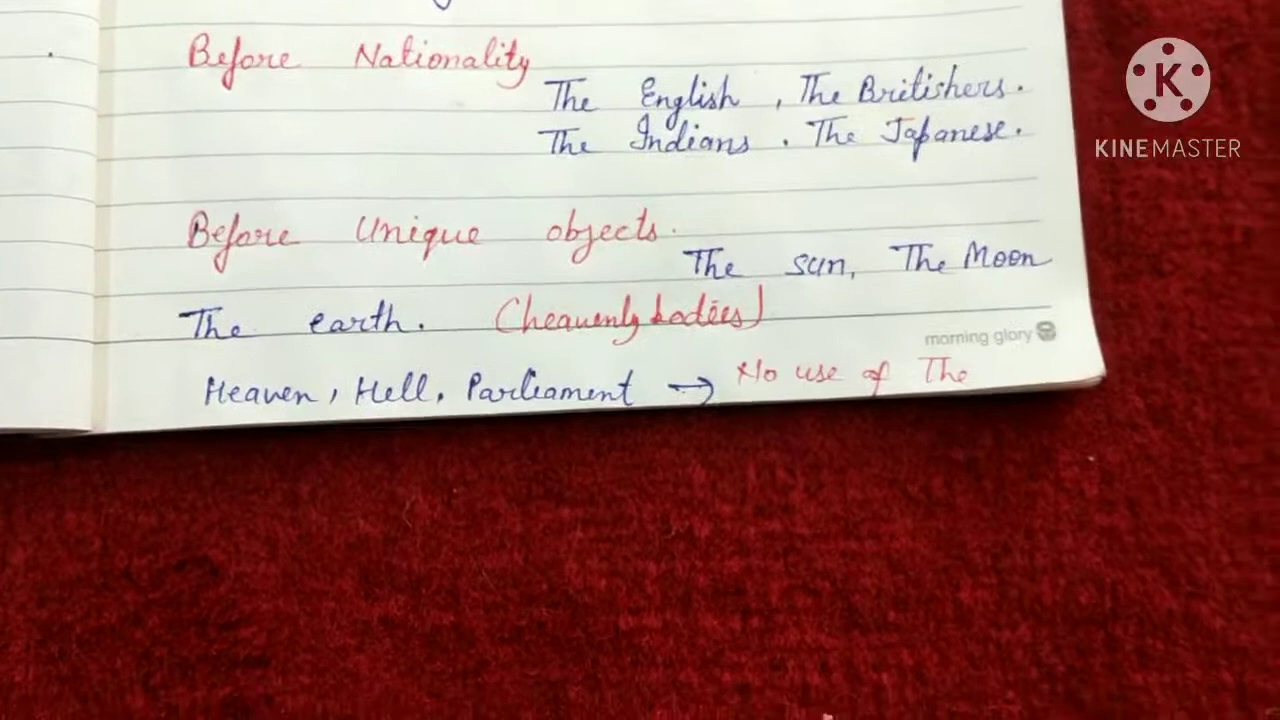 Before Nationality
The English, The Britishers.
The Indians. The Japanese.
Before Unique objects.
The sun, The Moon
The earth. (heavenly bodies)
morning glory
Heaven, Hell, Parliament → No use of The
K
KINEMASTER